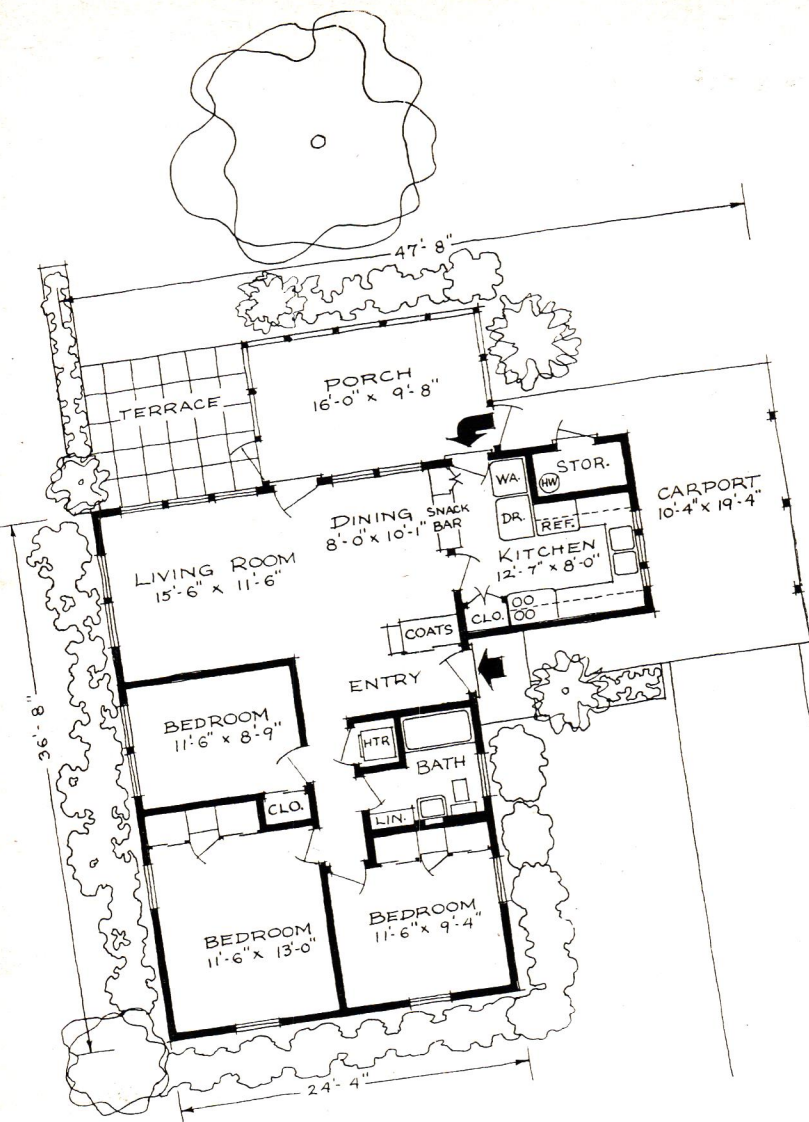 47'-8"
PORCH
16'-0" x 9'-8"
TERRACE
WA.
HW
STOR.
DR.
REF.
CARPORT
10'-4" x 19'-4"
DINING
8'-0" x 10'-1"
SNACK
BAR
KITCHEN
12'-7" x 8'-0"
LIVING ROOM
15'-6" x 11'-6"
CLO.
COATS
ENTRY
36'-8"
BEDROOM
11'-6" x 8'-9"
HTR
BATH
CLO.
LIN.
BEDROOM
11'-6" x 13'-0"
BEDROOM
11'-6" x 9'-4"
24'-4"